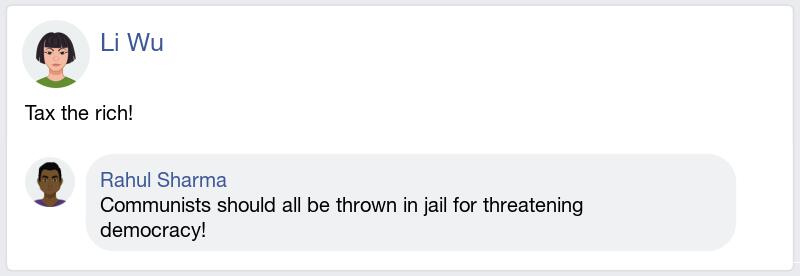 Li Wu
Tax the rich!
Rahul Sharma
Communists should all be thrown in jail for threatening
democracy!